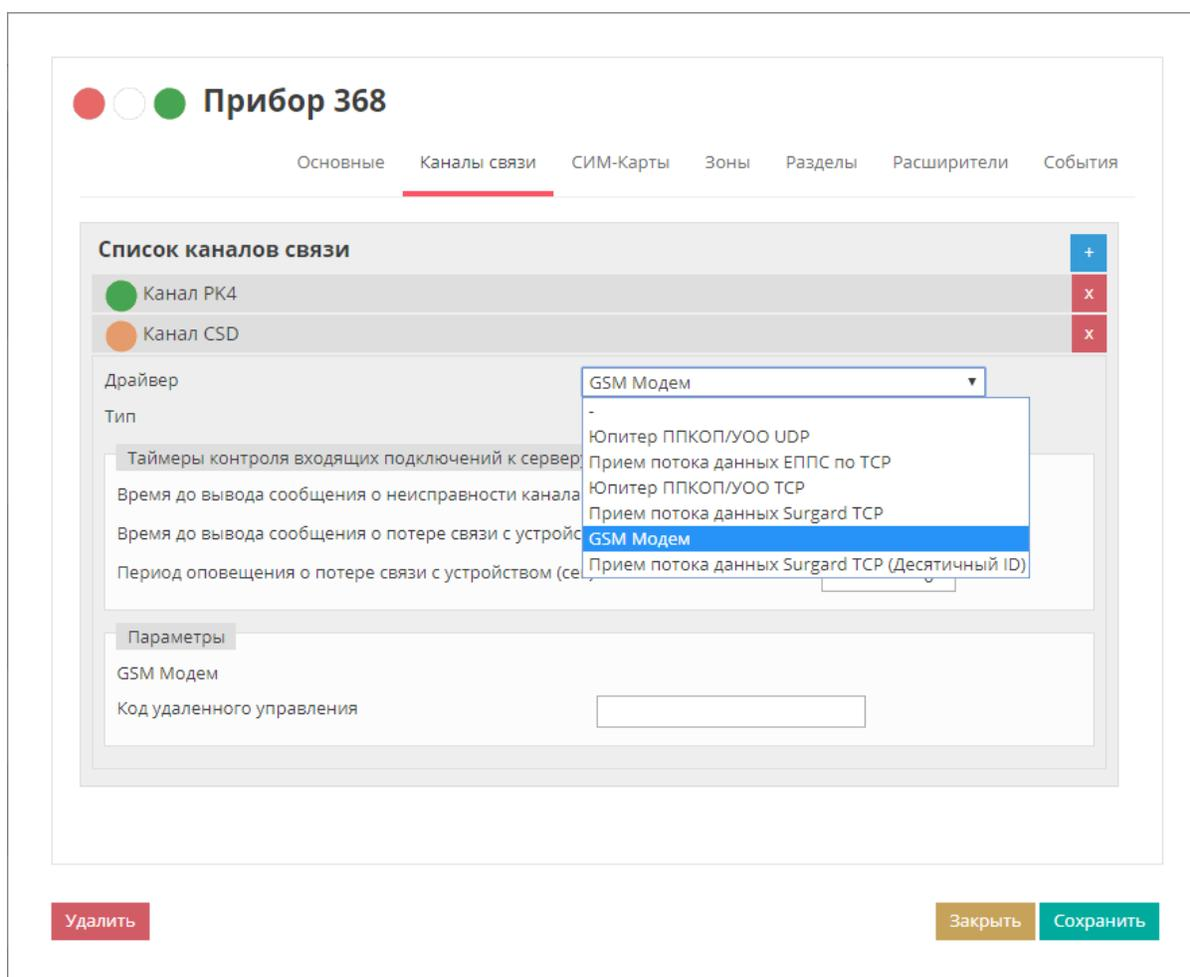 Прибор 368
Основные Каналы связи СИМ-Карты Зоны Разделы Расширители События
Список каналов связи +
Канал РК4 x
Канал CSD x
Драйвер GSM Модем
Тип -
Юпитер ППКОП/УОО UDP
Таймеры контроля входящих подключений к серверу Прием потока данных ЕППС по TCP
Юпитер ППКОП/УОО TCP
Время до вывода сообщения о неисправности канала Прием потока данных Surgard TCP
Время до вывода сообщения о потере связи с GSM Модем
Период оповещения о потере связи с устройством Прием потока данных Surgard TCP (Десятичный ID)
Параметры
GSM Модем
Код удаленного управления
Удалить Закрыть Сохранить